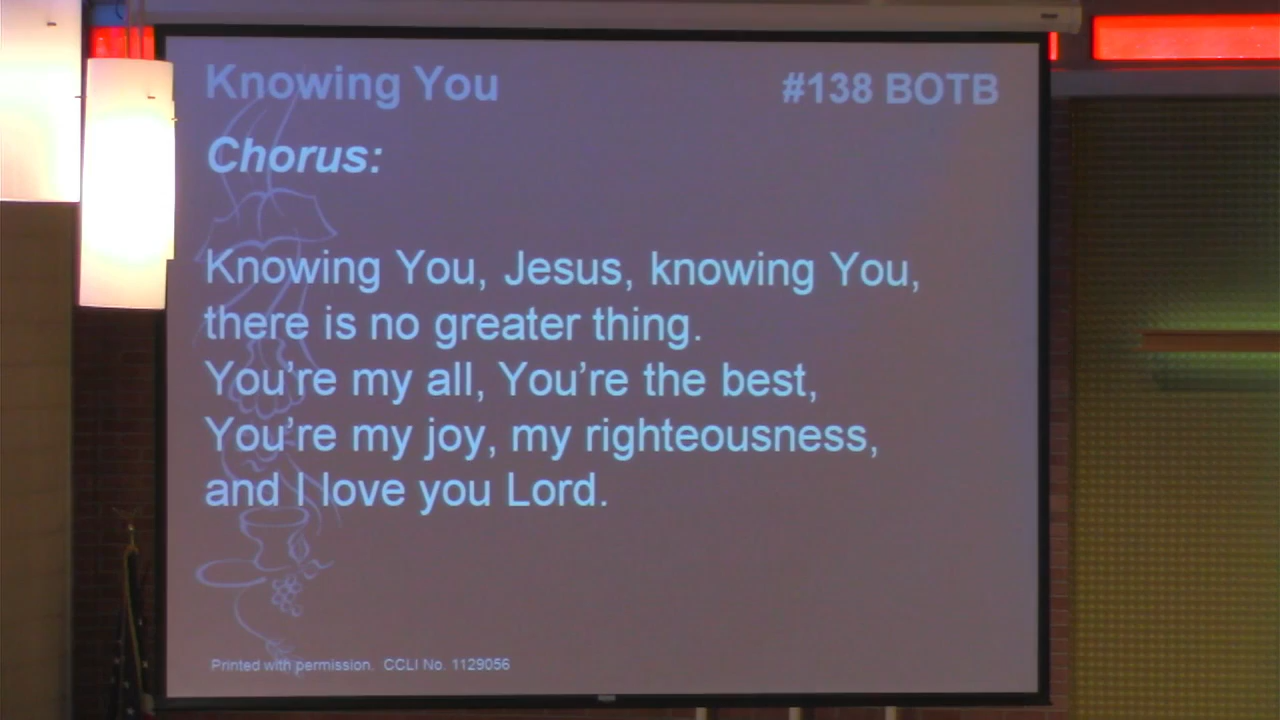 Knowing You #138 BOTB
Chorus:
Knowing You, Jesus, knowing You,
there is no greater thing.
You’re my all, You’re the best,
You’re my joy, my righteousness,
and I love you Lord.
Printed with permission. CCLI No. 1129056